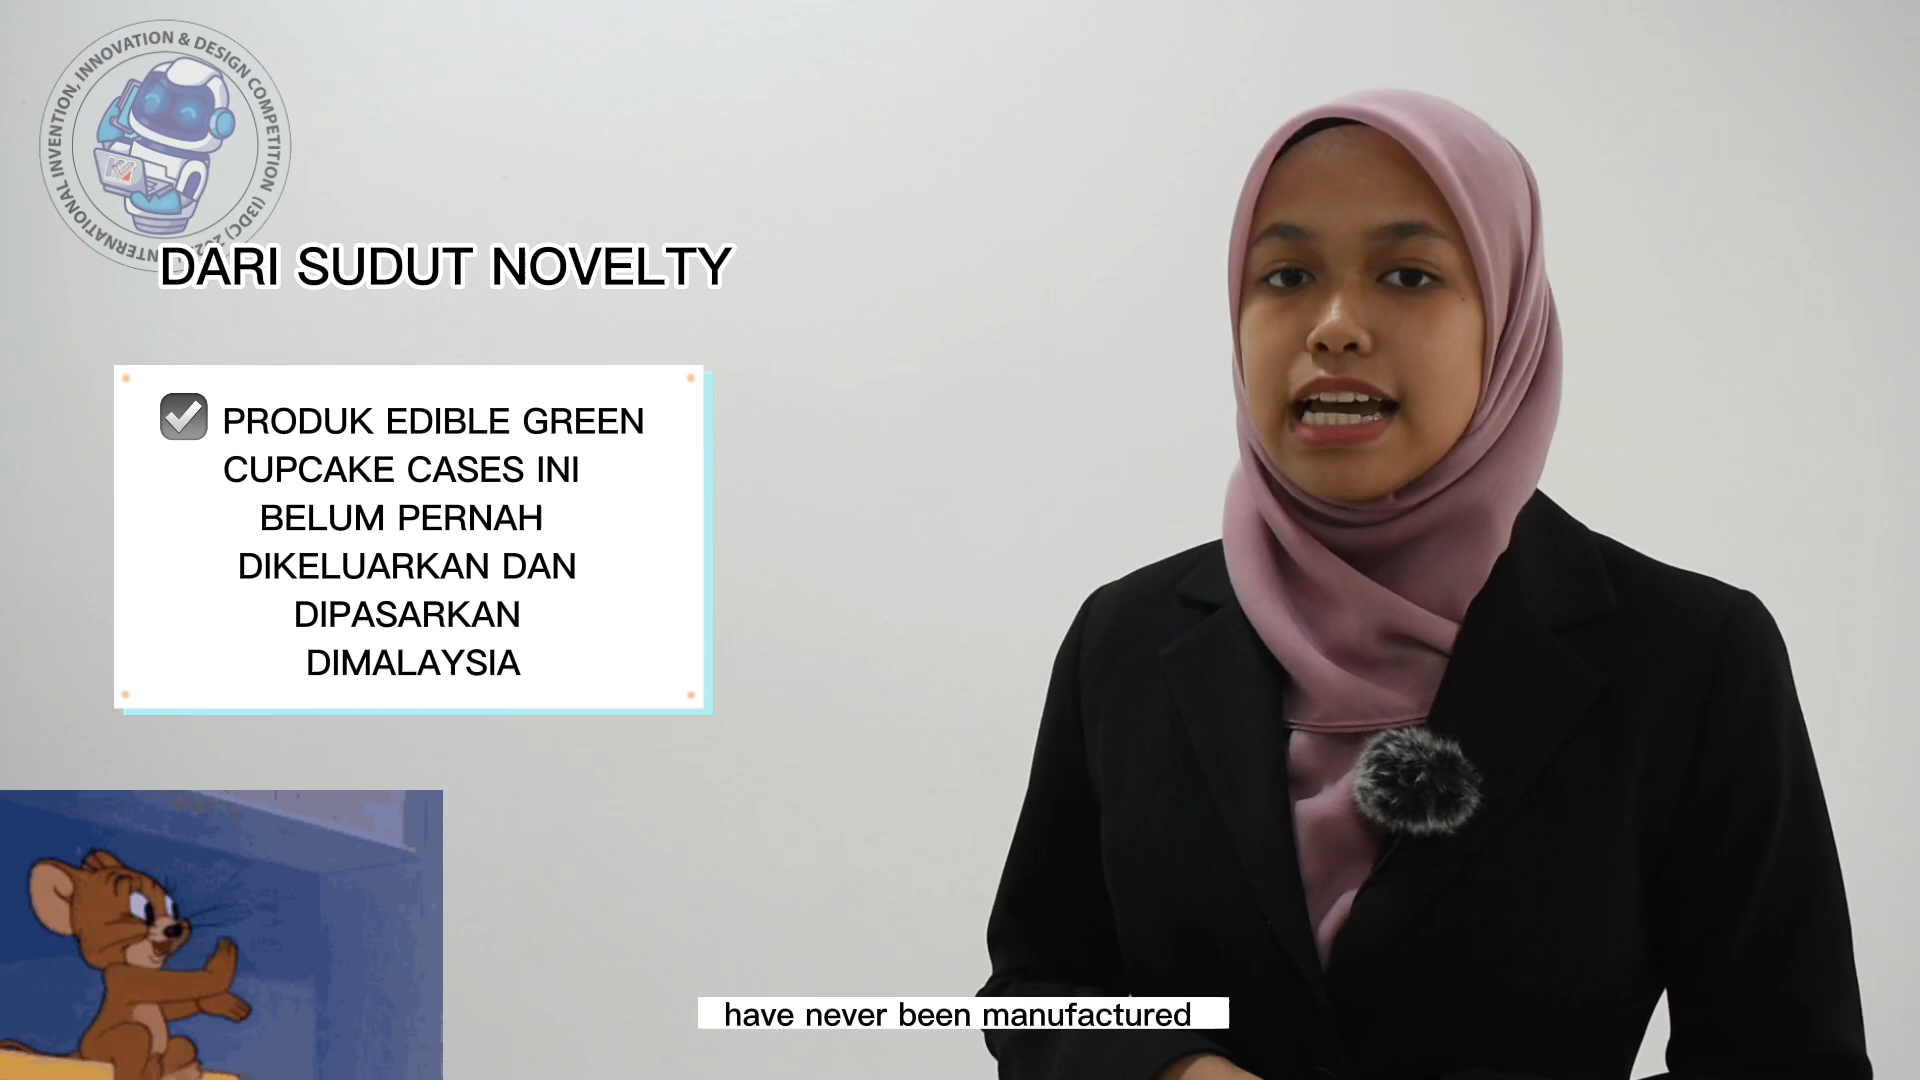 INTERNATIONAL INVENTION, INNOVATION & DESIGN COMPETITION (I3DC)
DARI SUDUT NOVELTY
PRODUK EDIBLE GREEN
CUPCAKE CASES INI
BELUM PERNAH
DIKELUARKAN DAN
DIPASARKAN
DIMALAYSIA
have never been manufactured